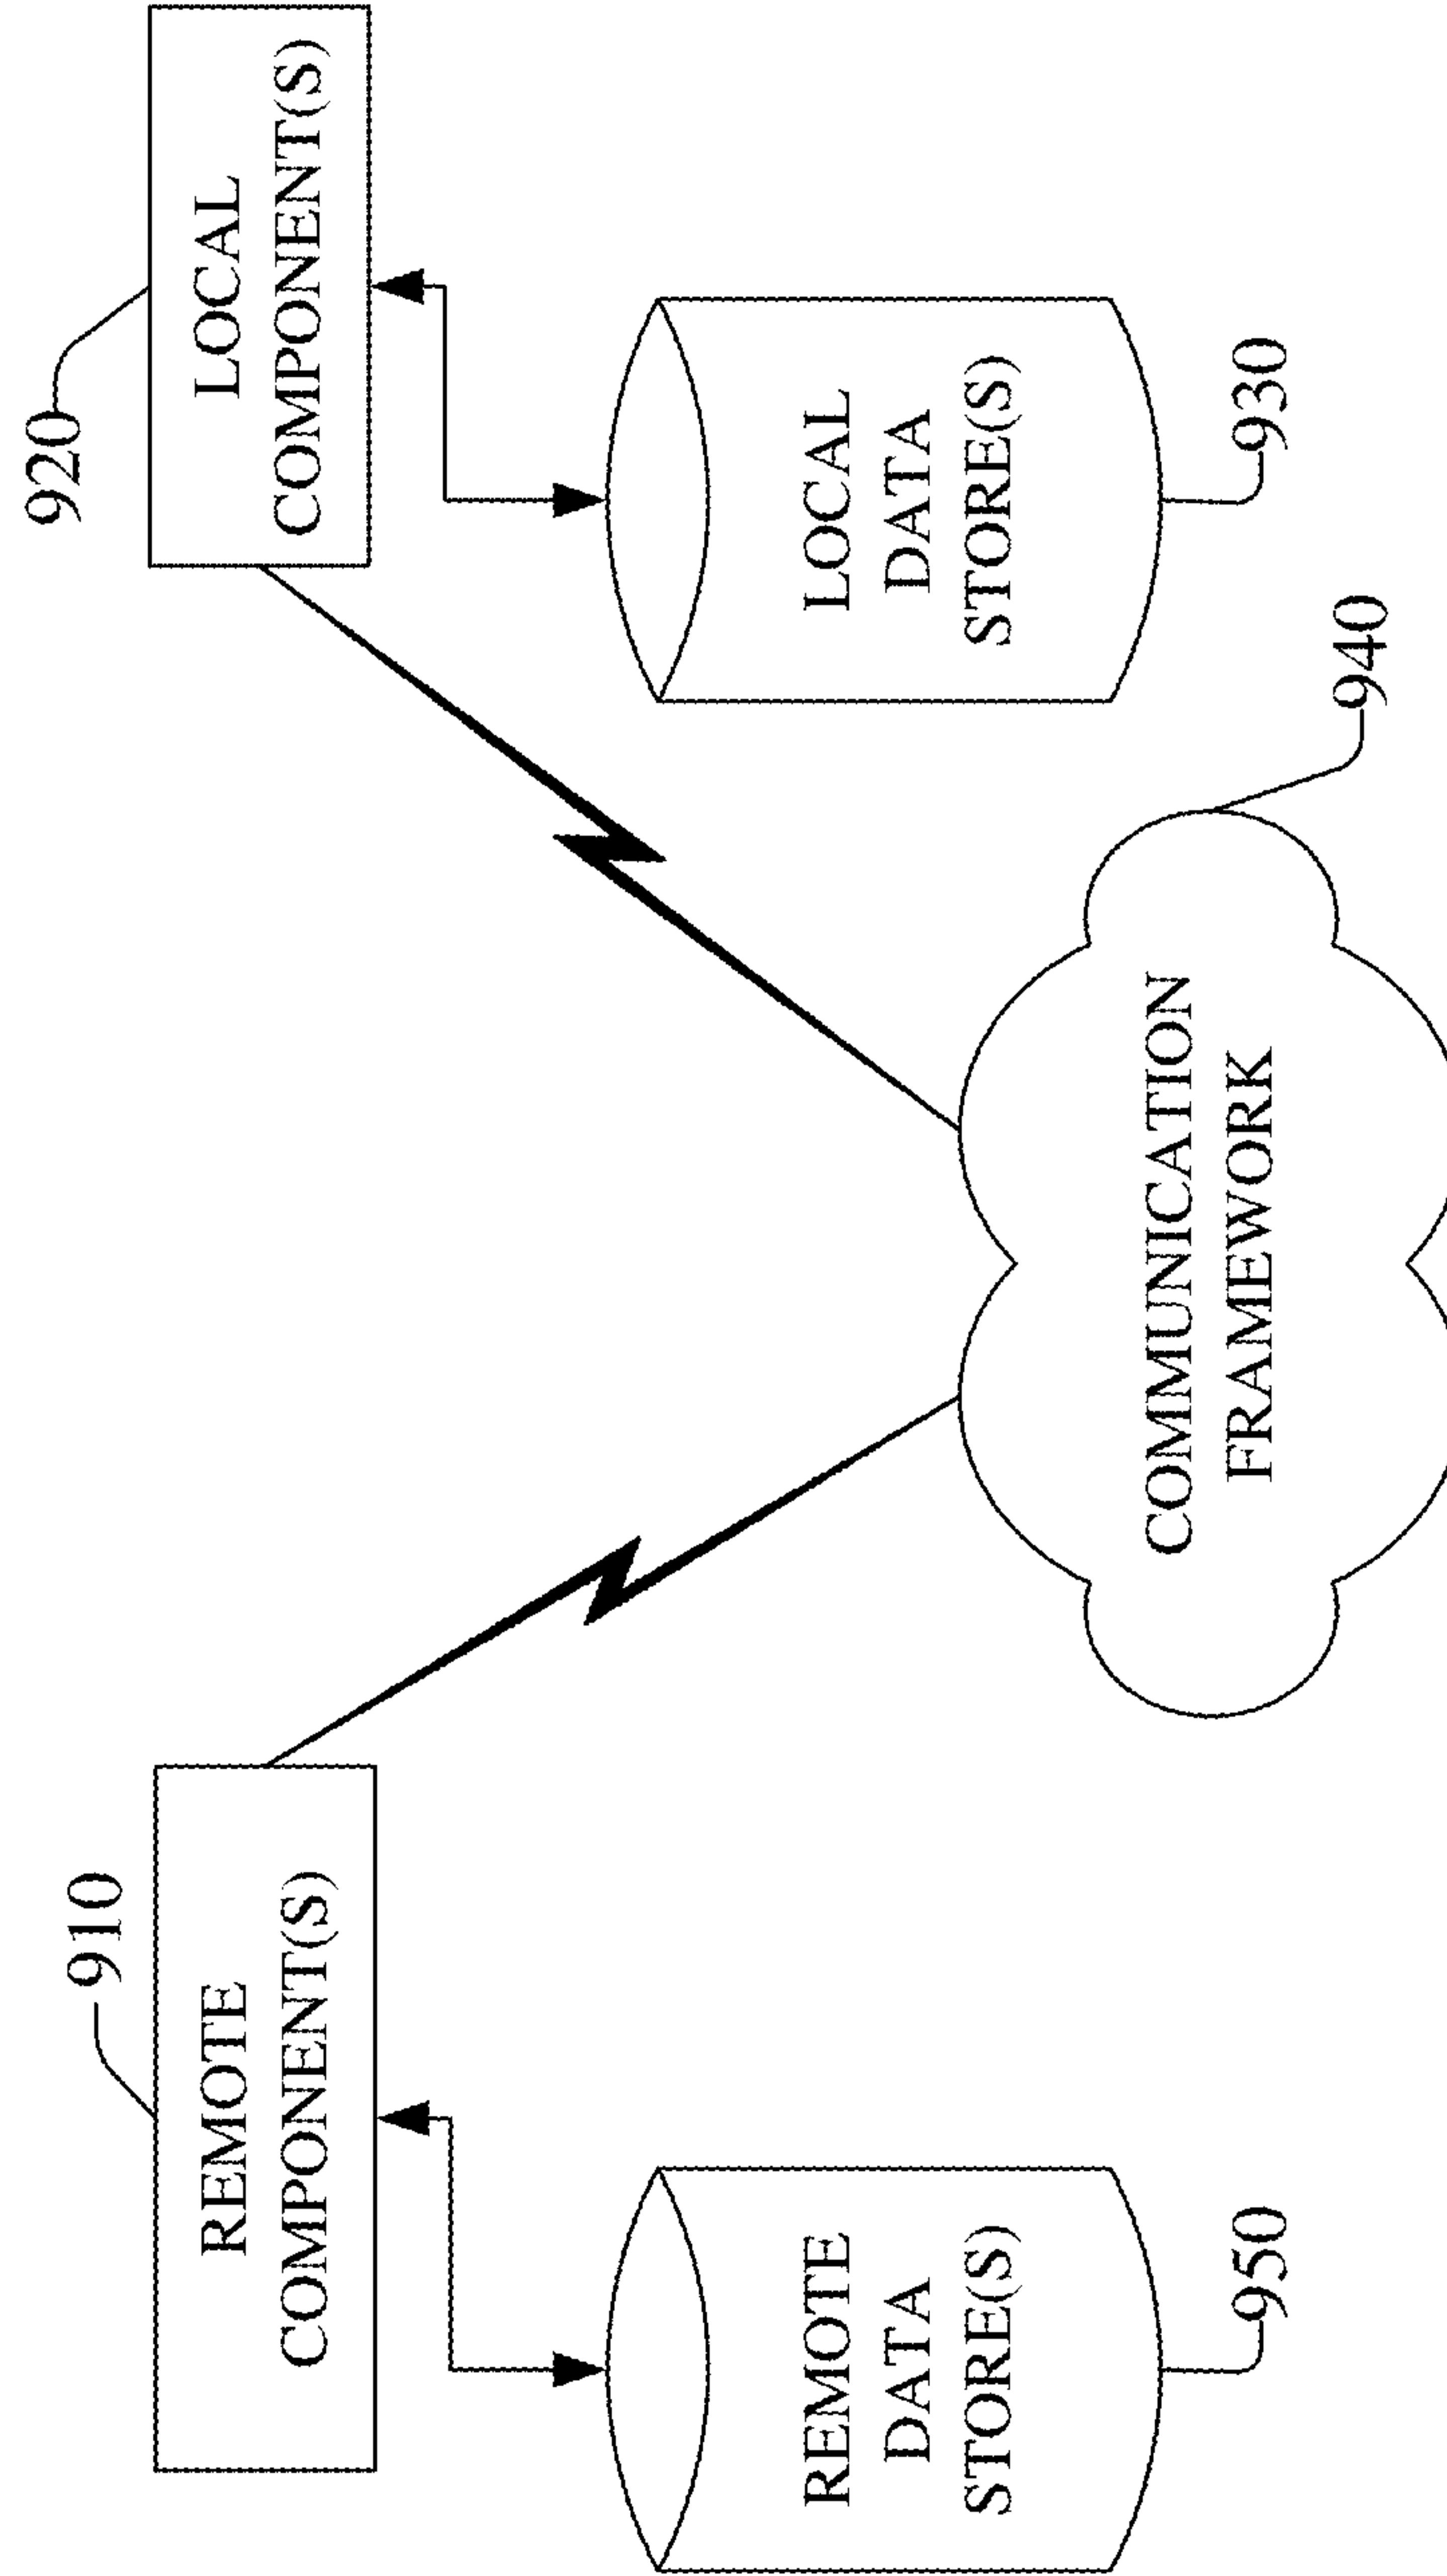 910
REMOTE
COMPONENT(S)
920
LOCAL
COMPONENT(S)
REMOTE
DATA
STORE(S)
950
LOCAL
DATA
STORE(S)
930
940
COMMUNICATION
FRAMEWORK